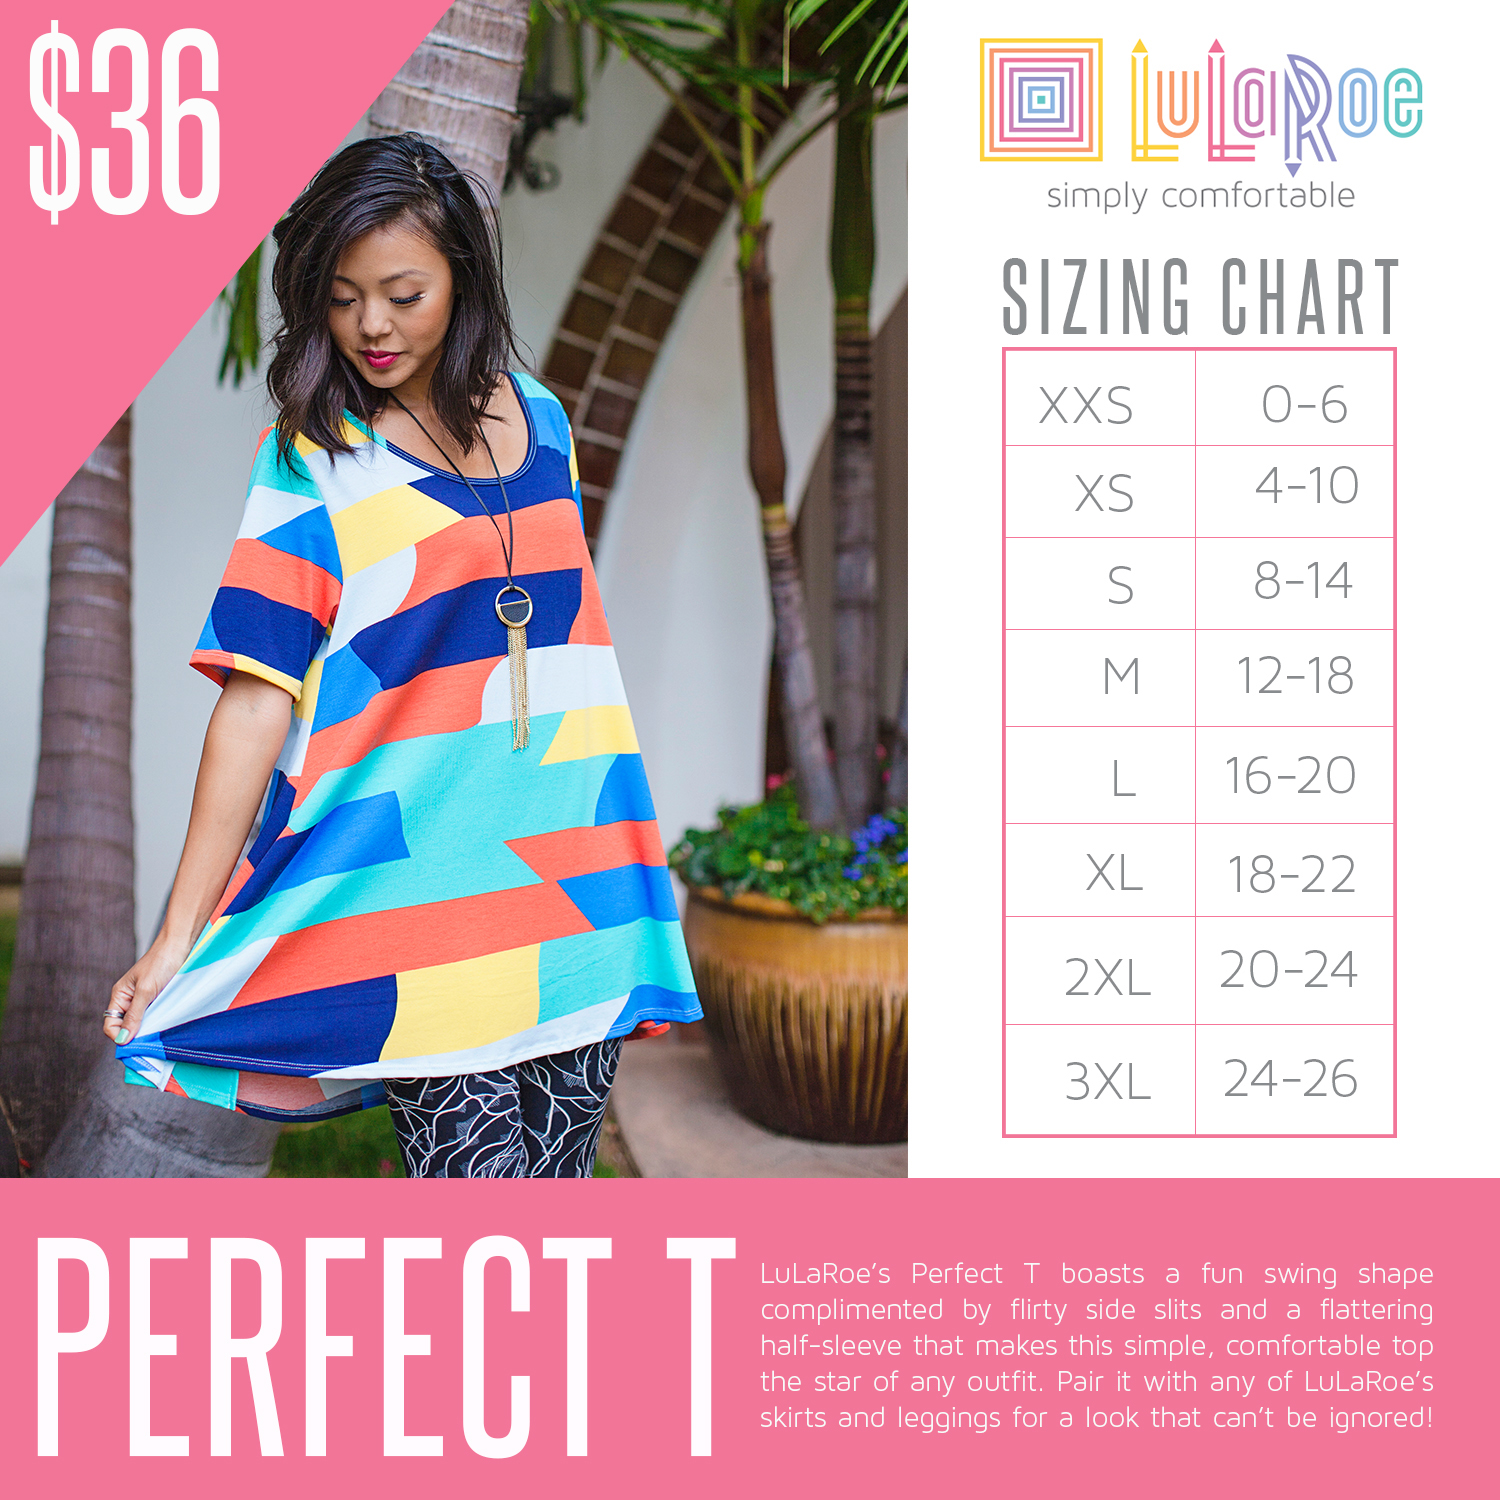 $36
LuLaRoe
simply comfortable
SIZING CHART
XXS 0-6
XS 4-10
S 8-14
M 12-18
L 16-20
XL 18-22
2XL 20-24
3XL 24-26
PERFECT T
LuLaRoe's Perfect T boasts a fun swing shape
complimented by flirty side slits and a flattering
half-sleeve that makes this simple, comfortable top
the star of any outfit. Pair it with any of LuLaRoe's
skirts and leggings for a look that can't be ignored!